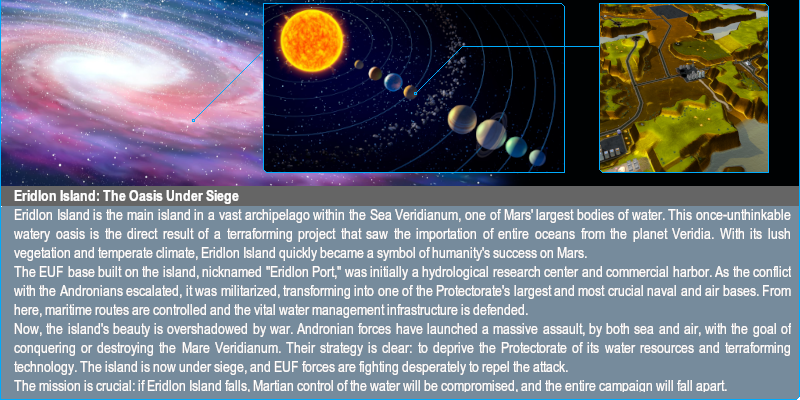 Eridlon Island: The Oasis Under Siege
Eridlon Island is the main island in a vast archipelago within the Sea Veridianum, one of Mars' largest bodies of water. This once-unthinkable
watery oasis is the direct result of a terraforming project that saw the importation of entire oceans from the planet Veridia. With its lush
vegetation and temperate climate, Eridlon Island quickly became a symbol of humanity's success on Mars.
The EUF base built on the island, nicknamed "Eridlon Port," was initially a hydrological research center and commercial harbor. As the conflict
with the Andronians escalated, it was militarized, transforming into one of the Protectorate's largest and most crucial naval and air bases. From
here, maritime routes are controlled and the vital water management infrastructure is defended.
Now, the island's beauty is overshadowed by war. Andronian forces have launched a massive assault, by both sea and air, with the goal of
conquering or destroying the Mare Veridianum. Their strategy is clear: to deprive the Protectorate of its water resources and terraforming
technology. The island is now under siege, and EUF forces are fighting desperately to repel the attack.
The mission is crucial: if Eridlon Island falls, Martian control of the water will be compromised, and the entire campaign will fall apart.